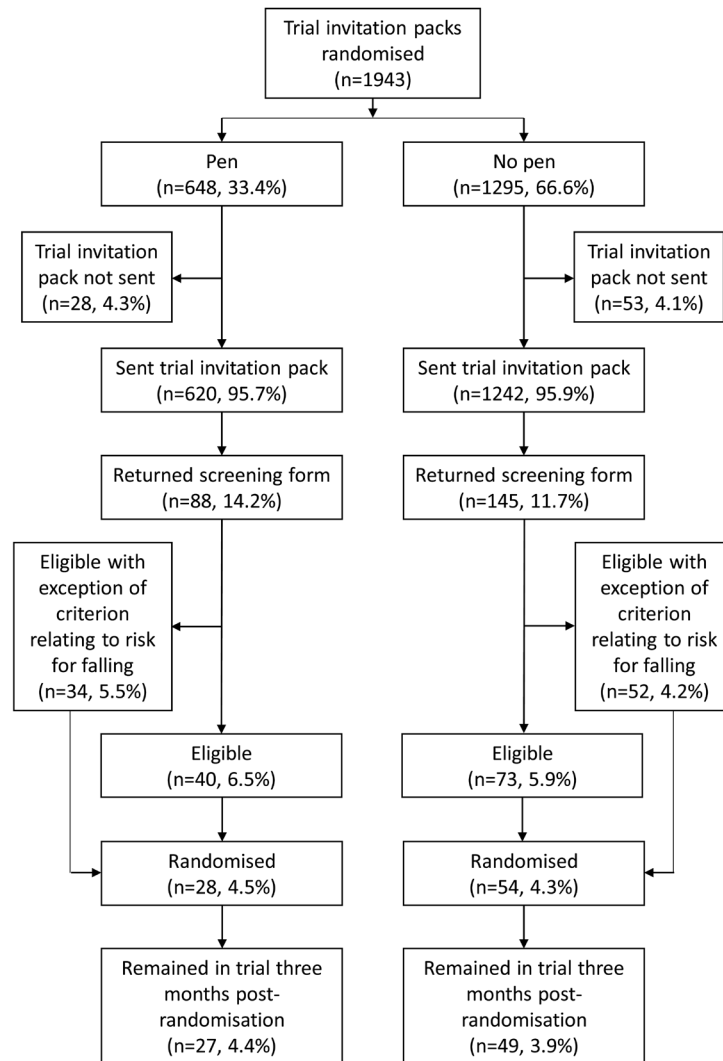 Trial invitation packs
randomised
(n=1943)
Pen
(n=648, 33.4%)
No pen
(n=1295, 66.6%)
Trial invitation
pack not sent
(n=28, 4.3%)
Trial invitation
pack not sent
(n=53, 4.1%)
Sent trial invitation pack
(n=620, 95.7%)
Sent trial invitation pack
(n=1242, 95.9%)
Returned screening form
(n=88, 14.2%)
Returned screening form
(n=145, 11.7%)
Eligible with
exception of
criterion
relating to risk
for falling
(n=34, 5.5%)
Eligible with
exception of
criterion
relating to risk
for falling
(n=52, 4.2%)
Eligible
(n=40, 6.5%)
Eligible
(n=73, 5.9%)
Randomised
(n=28, 4.5%)
Randomised
(n=54, 4.3%)
Remained in trial three
months post-
randomisation
(n=27, 4.4%)
Remained in trial three
months post-
randomisation
(n=49, 3.9%)